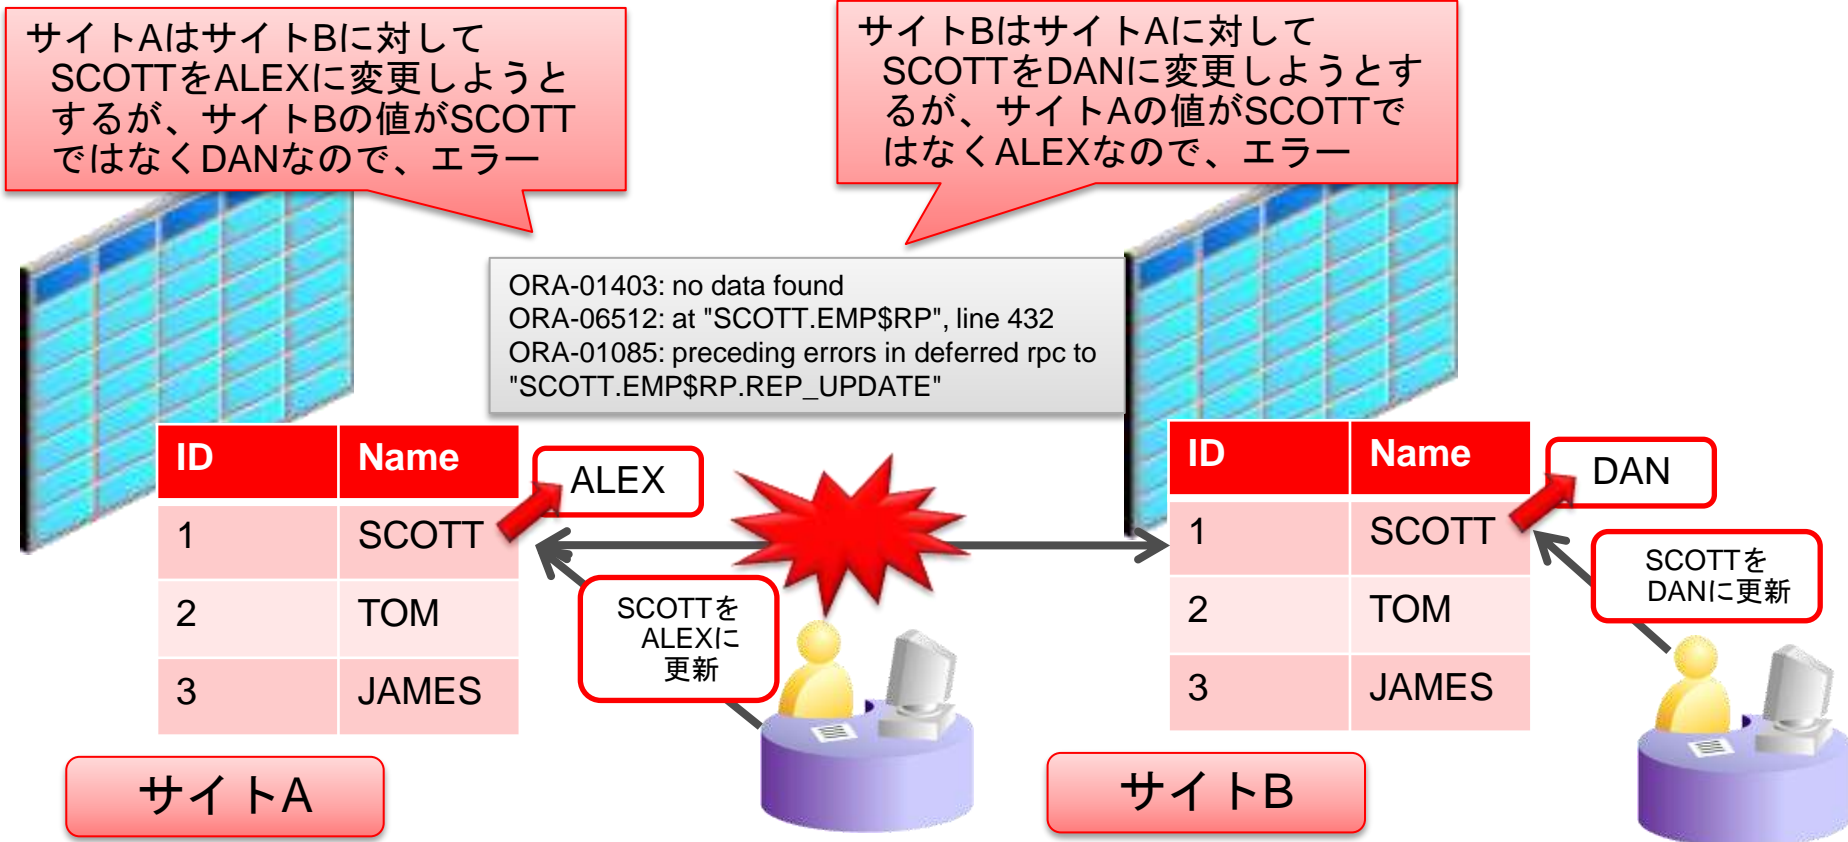 サイトAはサイトBに対して
SCOTTをALEXに変更しようと
するが、サイトBの値がSCOTT
ではなくDANなので、エラー
サイトBはサイトAに対して
SCOTTをDANに変更しようとす
るが、サイトAの値がSCOTTで
はなくALEXなので、エラー
ORA-01403: no data found
ORA-06512: at "SCOTT.EMP$RP", line 432
ORA-01085: preceding errors in deferred rpc to
"SCOTT.EMP$RP.REP_UPDATE"
ID Name
1 SCOTT
2 TOM
3 JAMES
ALEX
SCOTTを
ALEXに
更新
サイトA
ID Name
1 SCOTT
2 TOM
3 JAMES
DAN
SCOTTを
DANに更新
サイトB